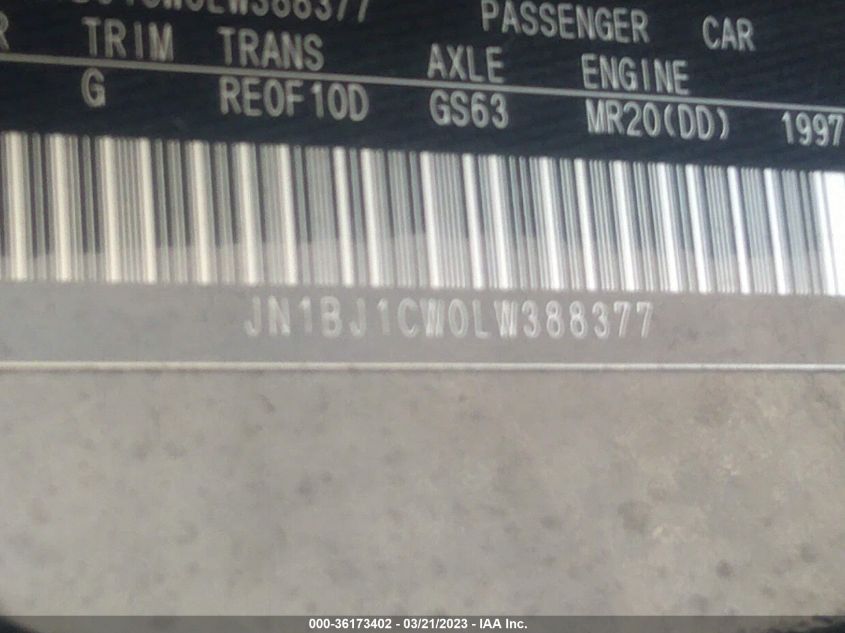 PASSENGER CAR
TRIM TRANS AXLE ENGINE
G RE0F10D GS63 MR20(DD) 1997
JN1BJ1CW0LW388377
000-36173402 - 03/21/2023 - IAA Inc.